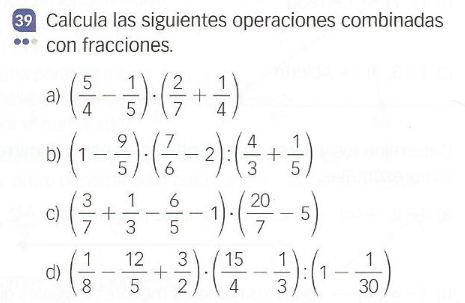 39 Calcula las siguientes operaciones combinadas
con fracciones.
a) (5/4 − 1/5) · (2/7 + 1/4)
b) (1 − 9/5) · (7/6 − 2) : (4/3 + 1/5)
c) (3/7 + 1/3 − 6/5 − 1) · (20/7 − 5)
d) (1/8 − 12/5 + 3/2) · (15/4 − 1/3) : (1 − 1/30)